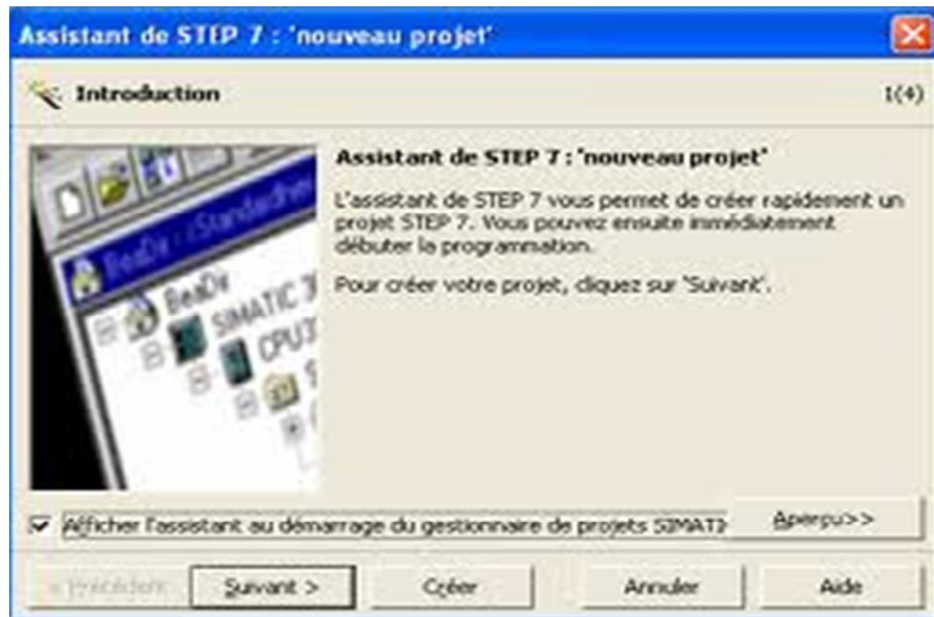 Assistant de STEP 7 : 'nouveau projet'
Introduction
1(4)
BeaDir
SIMATIC 3
CPU3
Assistant de STEP 7 : 'nouveau projet'
L'assistant de STEP 7 vous permet de créer rapidement un
projet STEP 7. Vous pouvez ensuite immédiatement
débuter la programmation.
Pour créer votre projet, cliquez sur 'Suivant'.
Afficher l'assistant au démarrage du gestionnaire de projets SIMATI
Aperçu>>
< Précédent
Suivant >
Créer
Annuler
Aide